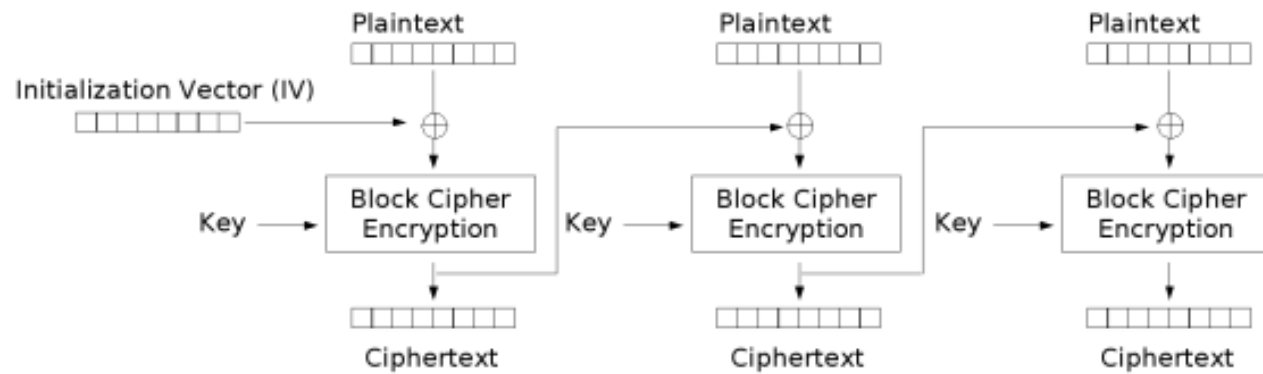 Plaintext
Plaintext
Plaintext
Initialization Vector (IV)
Key
Block Cipher
Encryption
Key
Block Cipher
Encryption
Key
Block Cipher
Encryption
Ciphertext
Ciphertext
Ciphertext